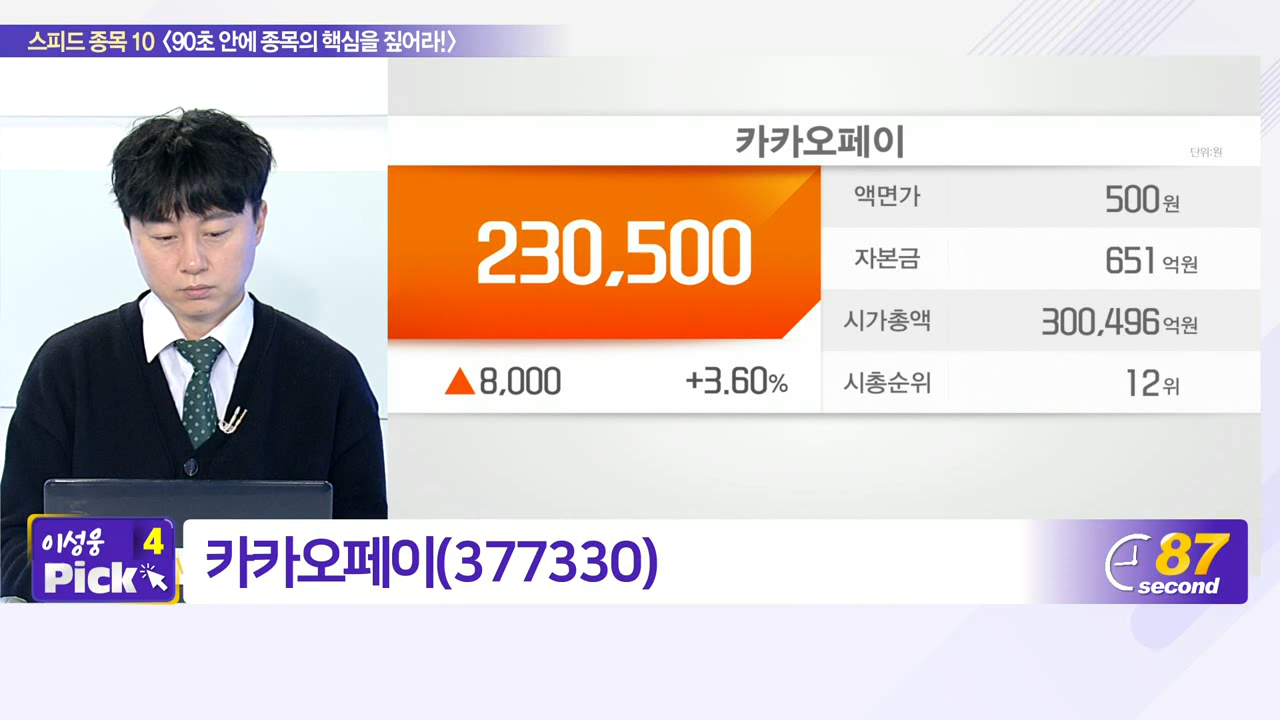 스피드 종목 10 <90초 안에 종목의 핵심을 짚어라!>
카카오페이
단위:원
230,500
▲8,000 +3.60%
액면가 500원
자본금 651억원
시가총액 300,496억원
시총순위 12위
이성웅 4
Pick
카카오페이(377330)
87
second